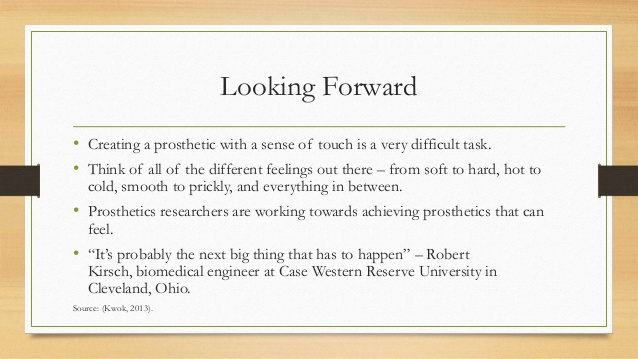 Looking Forward
• Creating a prosthetic with a sense of touch is a very difficult task.
• Think of all of the different feelings out there – from soft to hard, hot to
cold, smooth to prickly, and everything in between.
• Prosthetics researchers are working towards achieving prosthetics that can
feel.
• “It’s probably the next big thing that has to happen” – Robert
Kirsch, biomedical engineer at Case Western Reserve University in
Cleveland, Ohio.
Source: (Kwok, 2013).